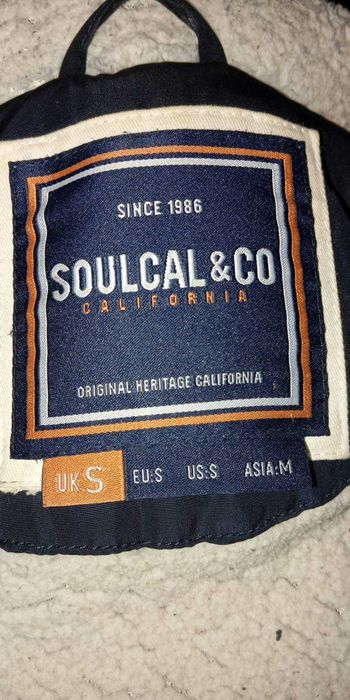 SINCE 1986
SOULCAL&CO
CALIFORNIA
ORIGINAL HERITAGE CALIFORNIA
UK S EU:S US:S ASIA:M